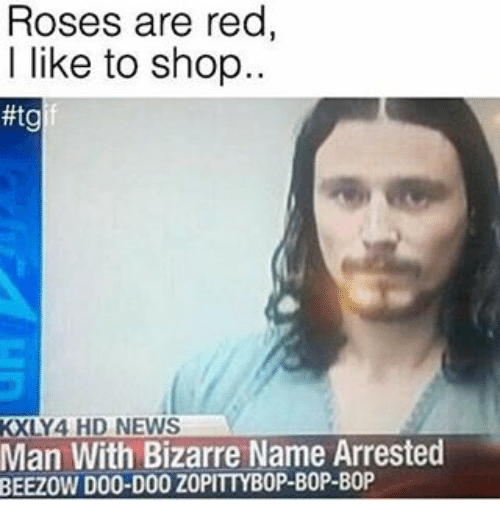 Roses are red,
I like to shop..
#tgif
KXLY4 HD NEWS
Man With Bizarre Name Arrested
BEEZOW DOO-DOO ZOPITTYBOP-BOP-BOP